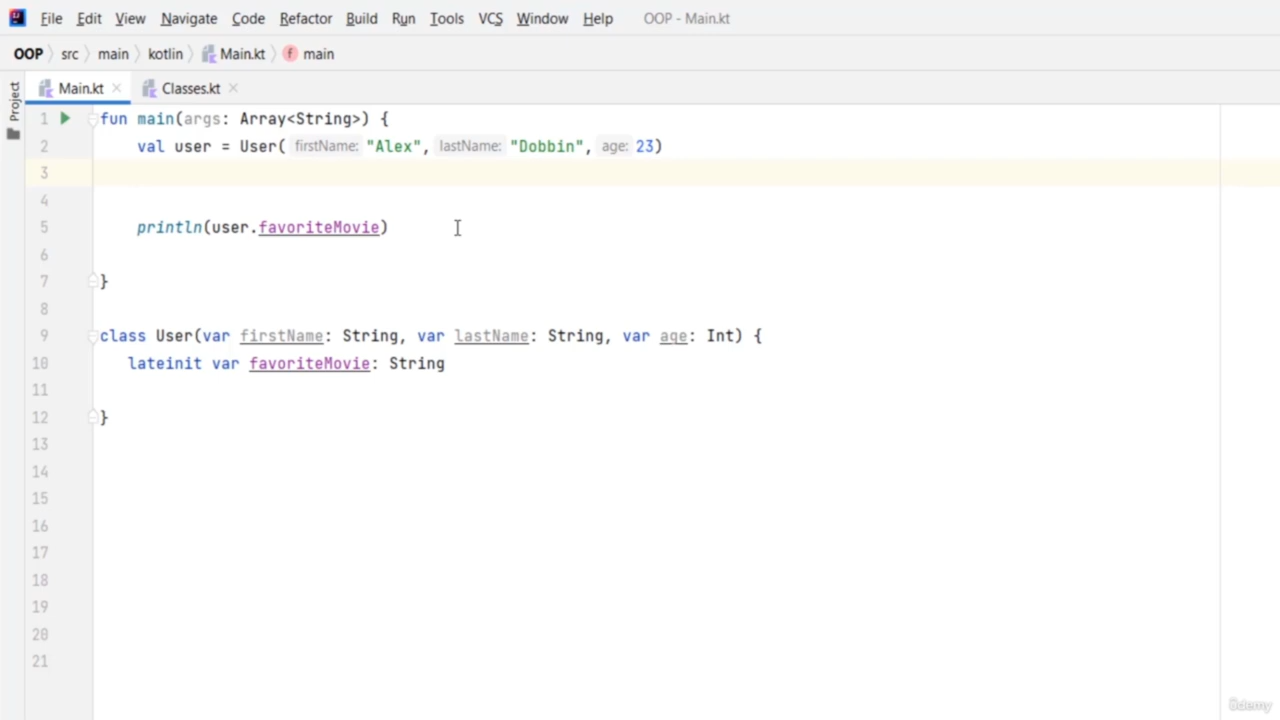 File Edit View Navigate Code Refactor Build Run Tools VCS Window Help OOP - Main.kt
OOP src main kotlin Main.kt f main
Project
Main.kt Classes.kt
1 fun main(args: Array<String>) {
2 val user = User( firstName: "Alex", lastName: "Dobbin", age: 23)
3
4
5 println(user.favoriteMovie)
6
7 }
8
9 class User(var firstName: String, var lastName: String, var age: Int) {
10 lateinit var favoriteMovie: String
11
12 }
13
14
15
16
17
18
19
20
21
ûdemy